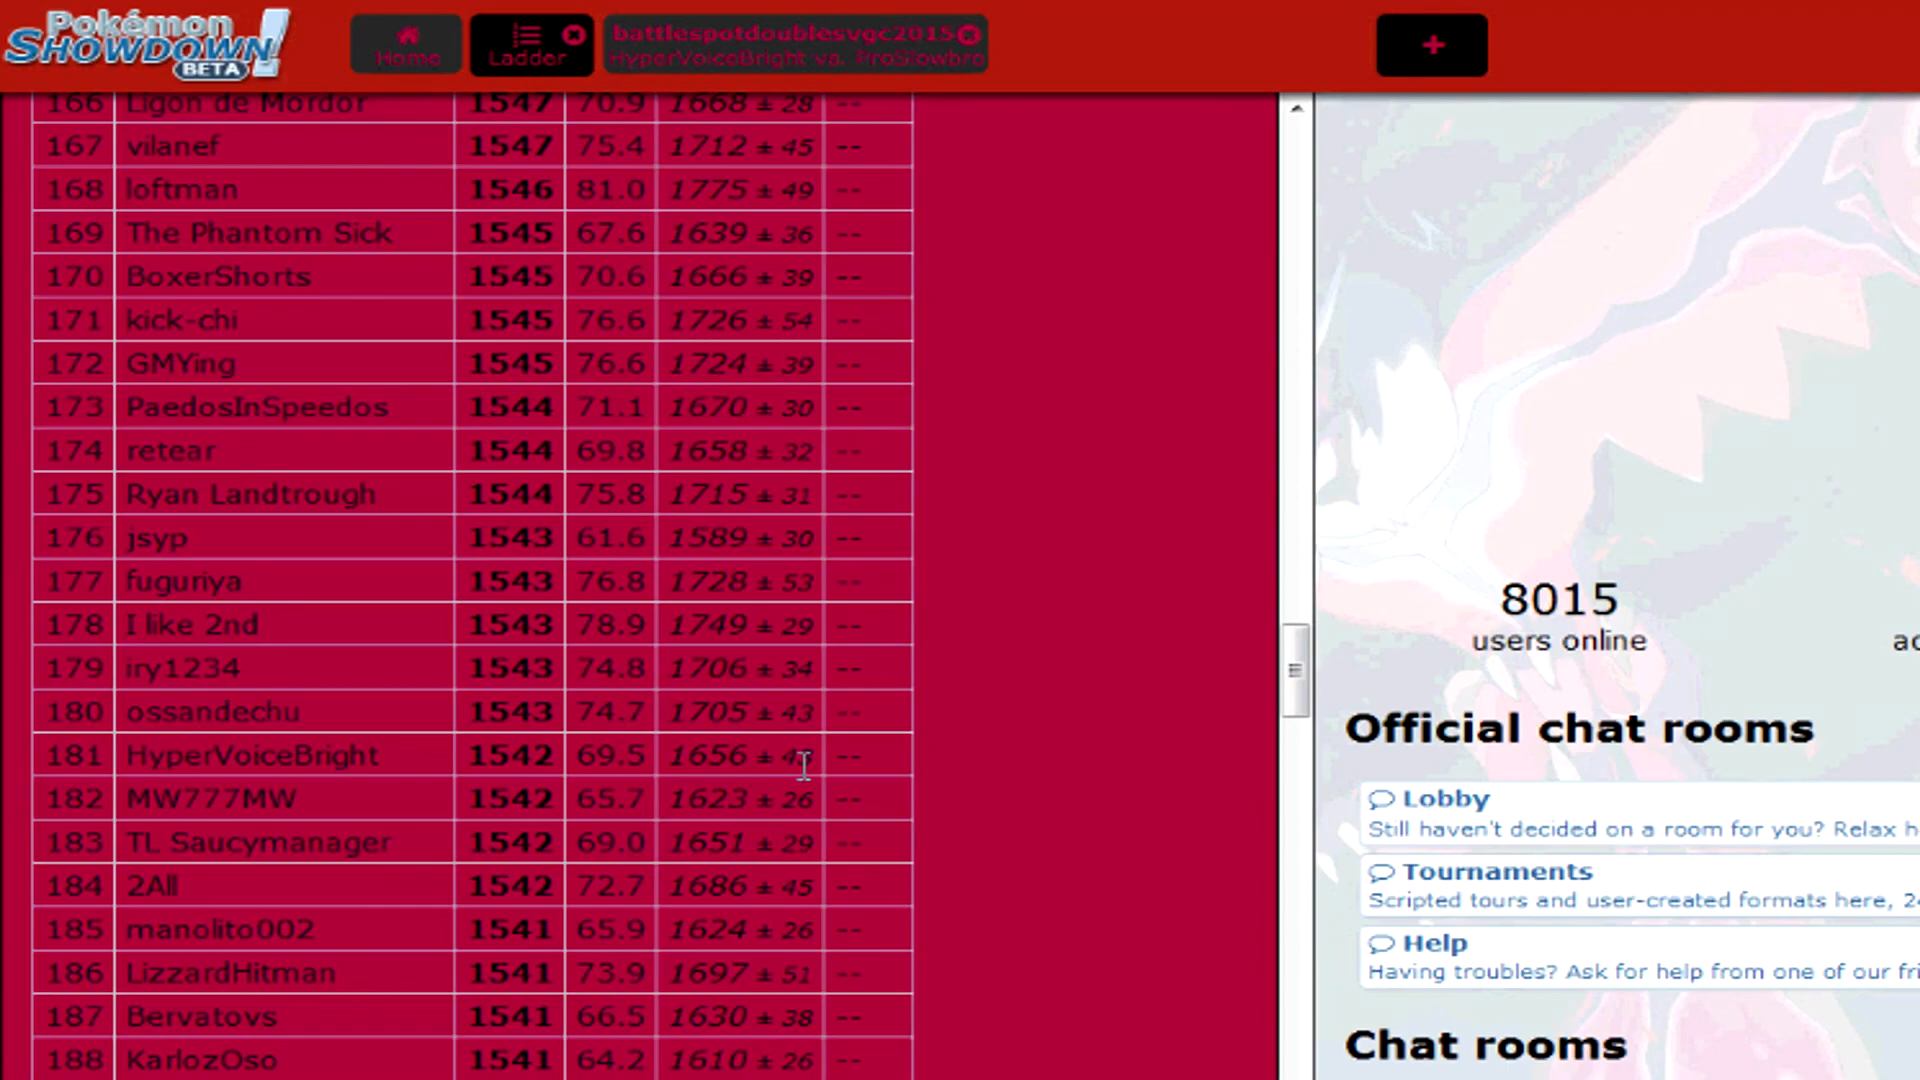 Pokémon
SHOWDOWN!
BETA
Home
Ladder
battlespotdoublesvgc2015
HyperVoiceBright vs. ProSlowbro
+
166 Ligon de Mordor 1547 70.9 1668 ± 28 --
167 vilanef 1547 75.4 1712 ± 45 --
168 loftman 1546 81.0 1775 ± 49 --
169 The Phantom Sick 1545 67.6 1639 ± 36 --
170 BoxerShorts 1545 70.6 1666 ± 39 --
171 kick-chi 1545 76.6 1726 ± 54 --
172 GMYing 1545 76.6 1724 ± 39 --
173 PaedosInSpeedos 1544 71.1 1670 ± 30 --
174 retear 1544 69.8 1658 ± 32 --
175 Ryan Landtrough 1544 75.8 1715 ± 31 --
176 jsyp 1543 61.6 1589 ± 30 --
177 fuguriya 1543 76.8 1728 ± 53 --
178 I like 2nd 1543 78.9 1749 ± 29 --
179 iry1234 1543 74.8 1706 ± 34 --
180 ossandechu 1543 74.7 1705 ± 43 --
181 HyperVoiceBright 1542 69.5 1656 ± --
182 MW777MW 1542 65.7 1623 ± 26 --
183 TL Saucymanager 1542 69.0 1651 ± 29 --
184 2All 1542 72.7 1686 ± 45 --
185 manolito002 1541 65.9 1624 ± 26 --
186 LizzardHitman 1541 73.9 1697 ± 51 --
187 Bervatovs 1541 66.5 1630 ± 38 --
188 KarlozOso 1541 64.2 1610 ± 26 --
8015
users online
Official chat rooms
Lobby
Still haven't decided on a room for you? Relax
Tournaments
Scripted tours and user-created formats here,
Help
Having troubles? Ask for help from one of our
Chat rooms